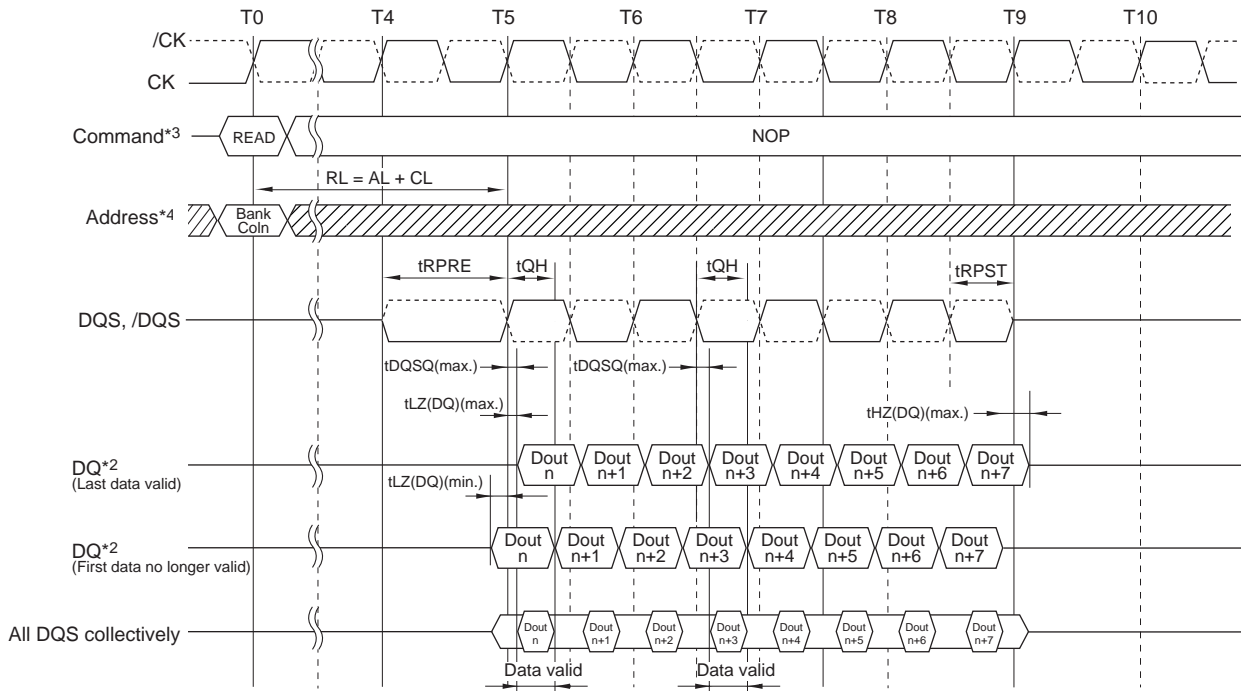 T0 T4 T5 T6 T7 T8 T9 T10
/CK
CK
Command*3 READ NOP
RL = AL + CL
Address*4 Bank Coln
tRPRE tQH tQH tRPST
DQS, /DQS
tDQSQ(max.) tDQSQ(max.)
tLZ(DQ)(max.) tHZ(DQ)(max.)
DQ*2 Dout n Dout n+1 Dout n+2 Dout n+3 Dout n+4 Dout n+5 Dout n+6 Dout n+7
(Last data valid)
tLZ(DQ)(min.)
DQ*2 Dout n Dout n+1 Dout n+2 Dout n+3 Dout n+4 Dout n+5 Dout n+6 Dout n+7
(First data no longer valid)
All DQS collectively Dout n Dout n+1 Dout n+2 Dout n+3 Dout n+4 Dout n+5 Dout n+6 Dout n+7
Data valid Data valid